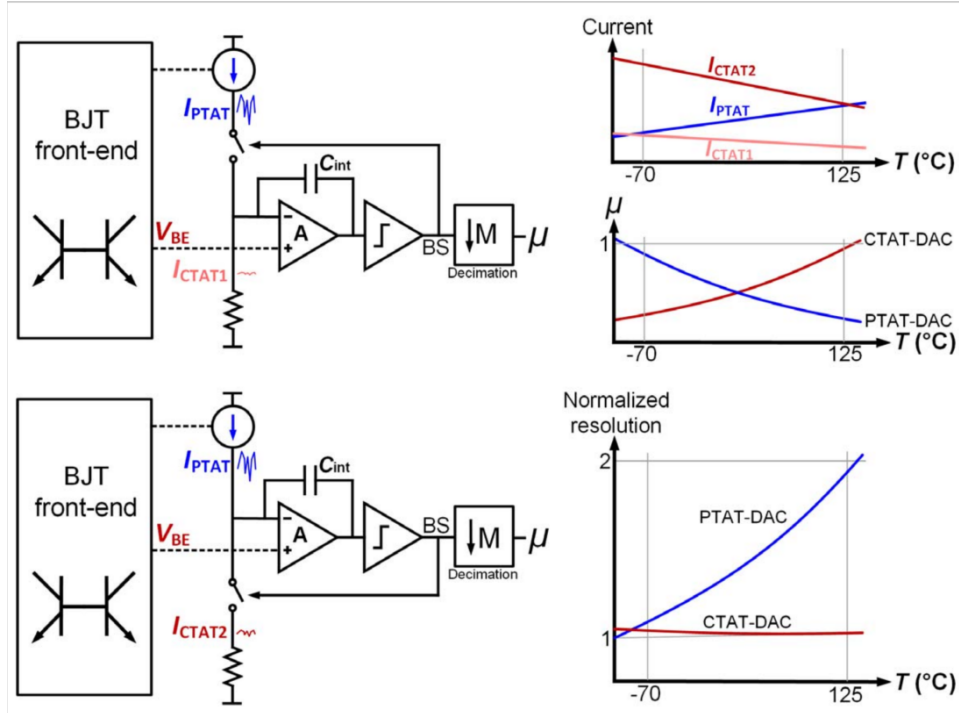 BJT
front-end
I_PTAT
C_int
V_BE
A
BS
M
µ
Decimation
I_CTAT1
Current
I_CTAT2
I_PTAT
I_CTAT1
-70
125
T (°C)
µ
1
CTAT-DAC
PTAT-DAC
-70
125
T (°C)
BJT
front-end
I_PTAT
C_int
V_BE
A
BS
M
µ
Decimation
I_CTAT2
Normalized
resolution
2
PTAT-DAC
CTAT-DAC
1
-70
125
T (°C)